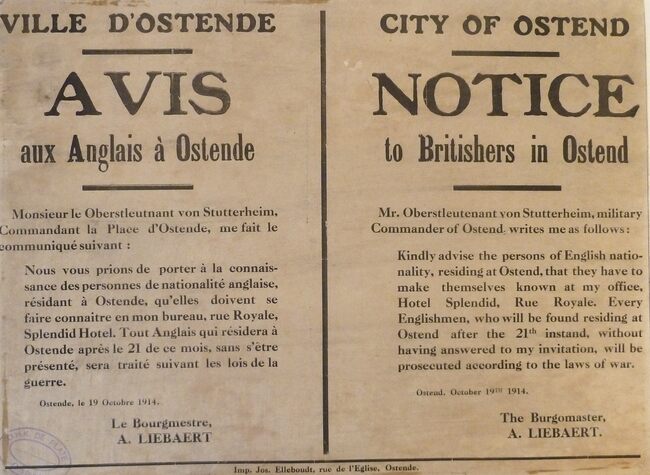 VILLE D'OSTENDE
AVIS
aux Anglais à Ostende
Monsieur le Oberstleutnant von Stutterheim,
Commandant la Place d'Ostende, me fait le
communiqué suivant :
Nous vous prions de porter à la connais-
sance des personnes de nationalité anglaise,
résidant à Ostende, qu'elles doivent se
faire connaitre en mon bureau, rue Royale,
Splendid Hotel. Tout Anglais qui résidera à
Ostende après le 21 de ce mois, sans s'être
présenté, sera traité suivant les lois de la
guerre.
Ostende, le 19 Octobre 1914.
Le Bourgmestre,
A. LIEBAERT
CITY OF OSTEND
NOTICE
to Britishers in Ostend
Mr. Oberstleutenant von Stutterheim, military
Commander of Ostend writes me as follows :
Kindly advise the persons of English natio-
nality, residing at Ostend, that they have to
make themselves known at my office,
Hotel Splendid, Rue Royale. Every
Englishmen, who will be found residing at
Ostend after the 21th instand, without
having answered to my invitation, will be
prosecuted according to the laws of war.
Ostend, October 19TH 1914.
The Burgomaster,
A. LIEBAERT.
Imp. Jos. Elleboudt, rue de l'Eglise, Ostende.